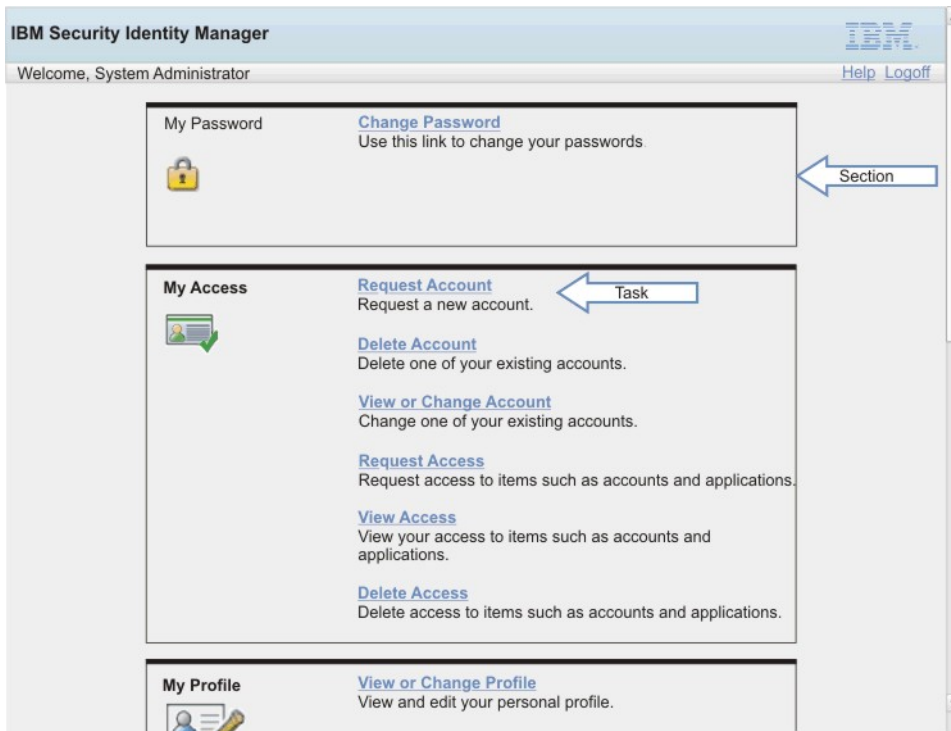 IBM Security Identity Manager
IBM.
Welcome, System Administrator
Help Logoff
My Password
Change Password
Use this link to change your passwords.
Section
My Access
Request Account
Request a new account.
Task
Delete Account
Delete one of your existing accounts.
View or Change Account
Change one of your existing accounts.
Request Access
Request access to items such as accounts and applications.
View Access
View your access to items such as accounts and
applications.
Delete Access
Delete access to items such as accounts and applications.
My Profile
View or Change Profile
View and edit your personal profile.